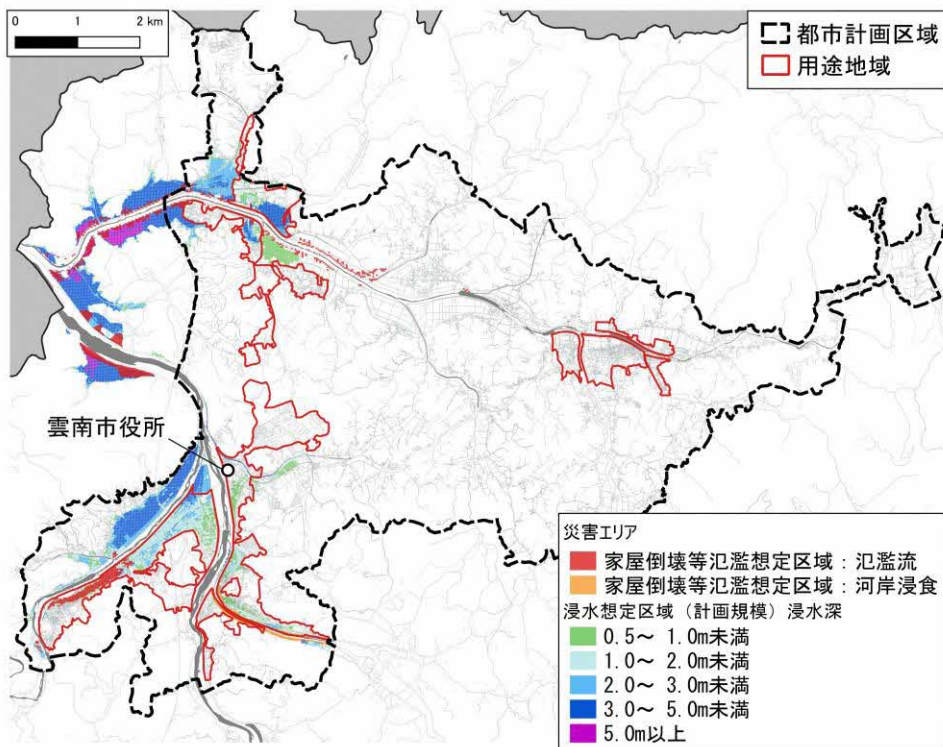 0 1 2 km
都市計画区域
用途地域
雲南市役所
災害エリア
家屋倒壊等氾濫想定区域：氾濫流
家屋倒壊等氾濫想定区域：河岸浸食
浸水想定区域（計画規模）浸水深
0.5～ 1.0m未満
1.0～ 2.0m未満
2.0～ 3.0m未満
3.0～ 5.0m未満
5.0m以上